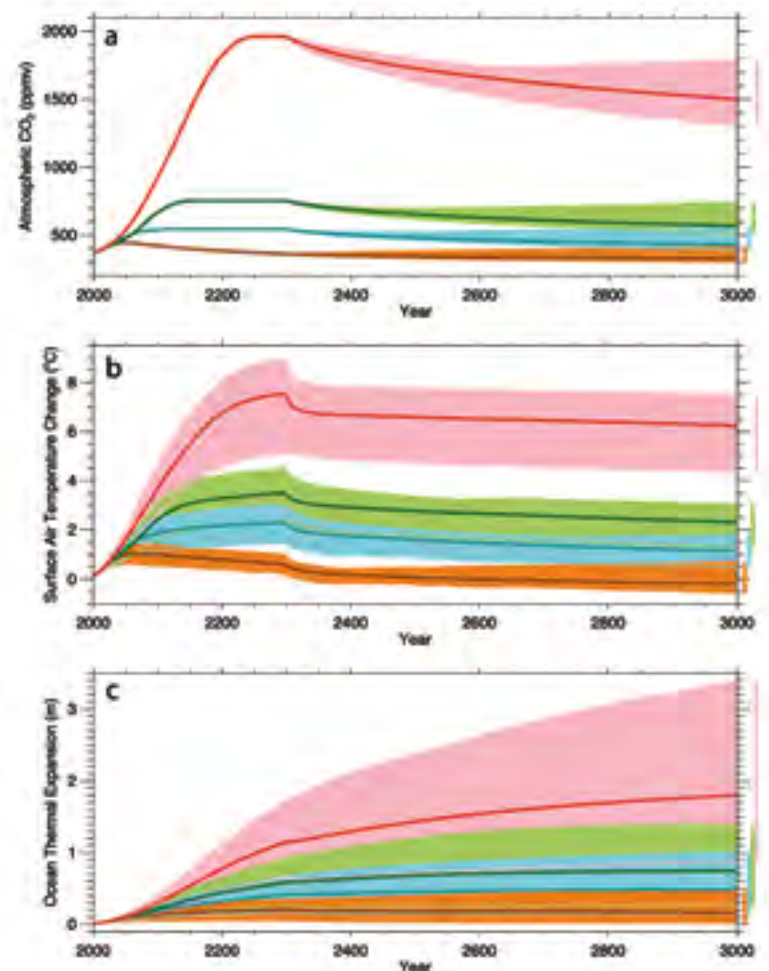 a
Atmospheric CO₂ (ppmv)
2000
1500
1000
500
2000 2200 2400 2600 2800 3000
Year
b
Surface Air Temperature Change (°C)
8
6
4
2
0
2000 2200 2400 2600 2800 3000
Year
c
Ocean Thermal Expansion (m)
3
2
1
0
2000 2200 2400 2600 2800 3000
Year